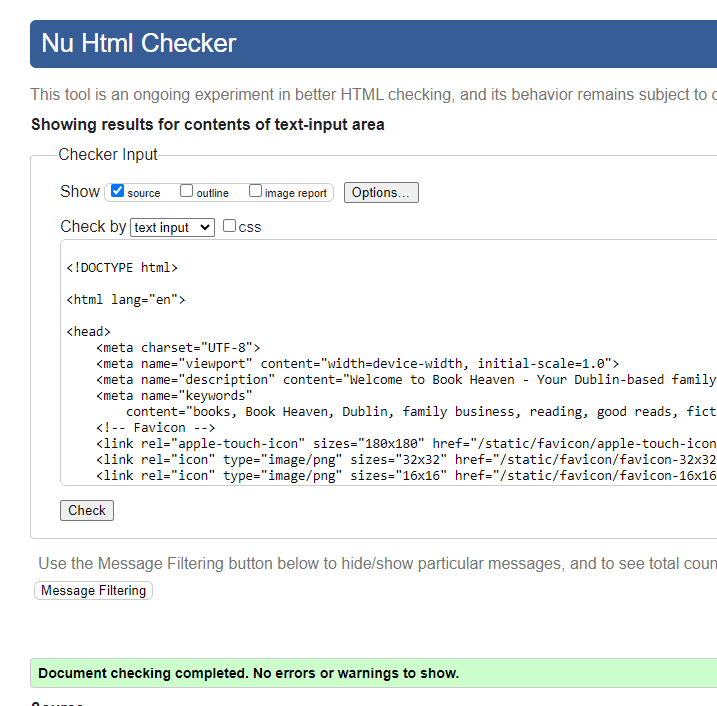 Nu Html Checker
This tool is an ongoing experiment in better HTML checking, and its behavior remains subject to
Showing results for contents of text-input area
Checker Input
Show source outline image report Options...
Check by text input css
<!DOCTYPE html>
<html lang="en">
<head>
<meta charset="UTF-8">
<meta name="viewport" content="width=device-width, initial-scale=1.0">
<meta name="description" content="Welcome to Book Heaven - Your Dublin-based family
<meta name="keywords"
content="books, Book Heaven, Dublin, family business, reading, good reads, fict
<!-- Favicon -->
<link rel="apple-touch-icon" sizes="180x180" href="/static/favicon/apple-touch-icon
<link rel="icon" type="image/png" sizes="32x32" href="/static/favicon/favicon-32x32
<link rel="icon" type="image/png" sizes="16x16" href="/static/favicon/favicon-16x16
Check
Use the Message Filtering button below to hide/show particular messages, and to see total coun
Message Filtering
Document checking completed. No errors or warnings to show.